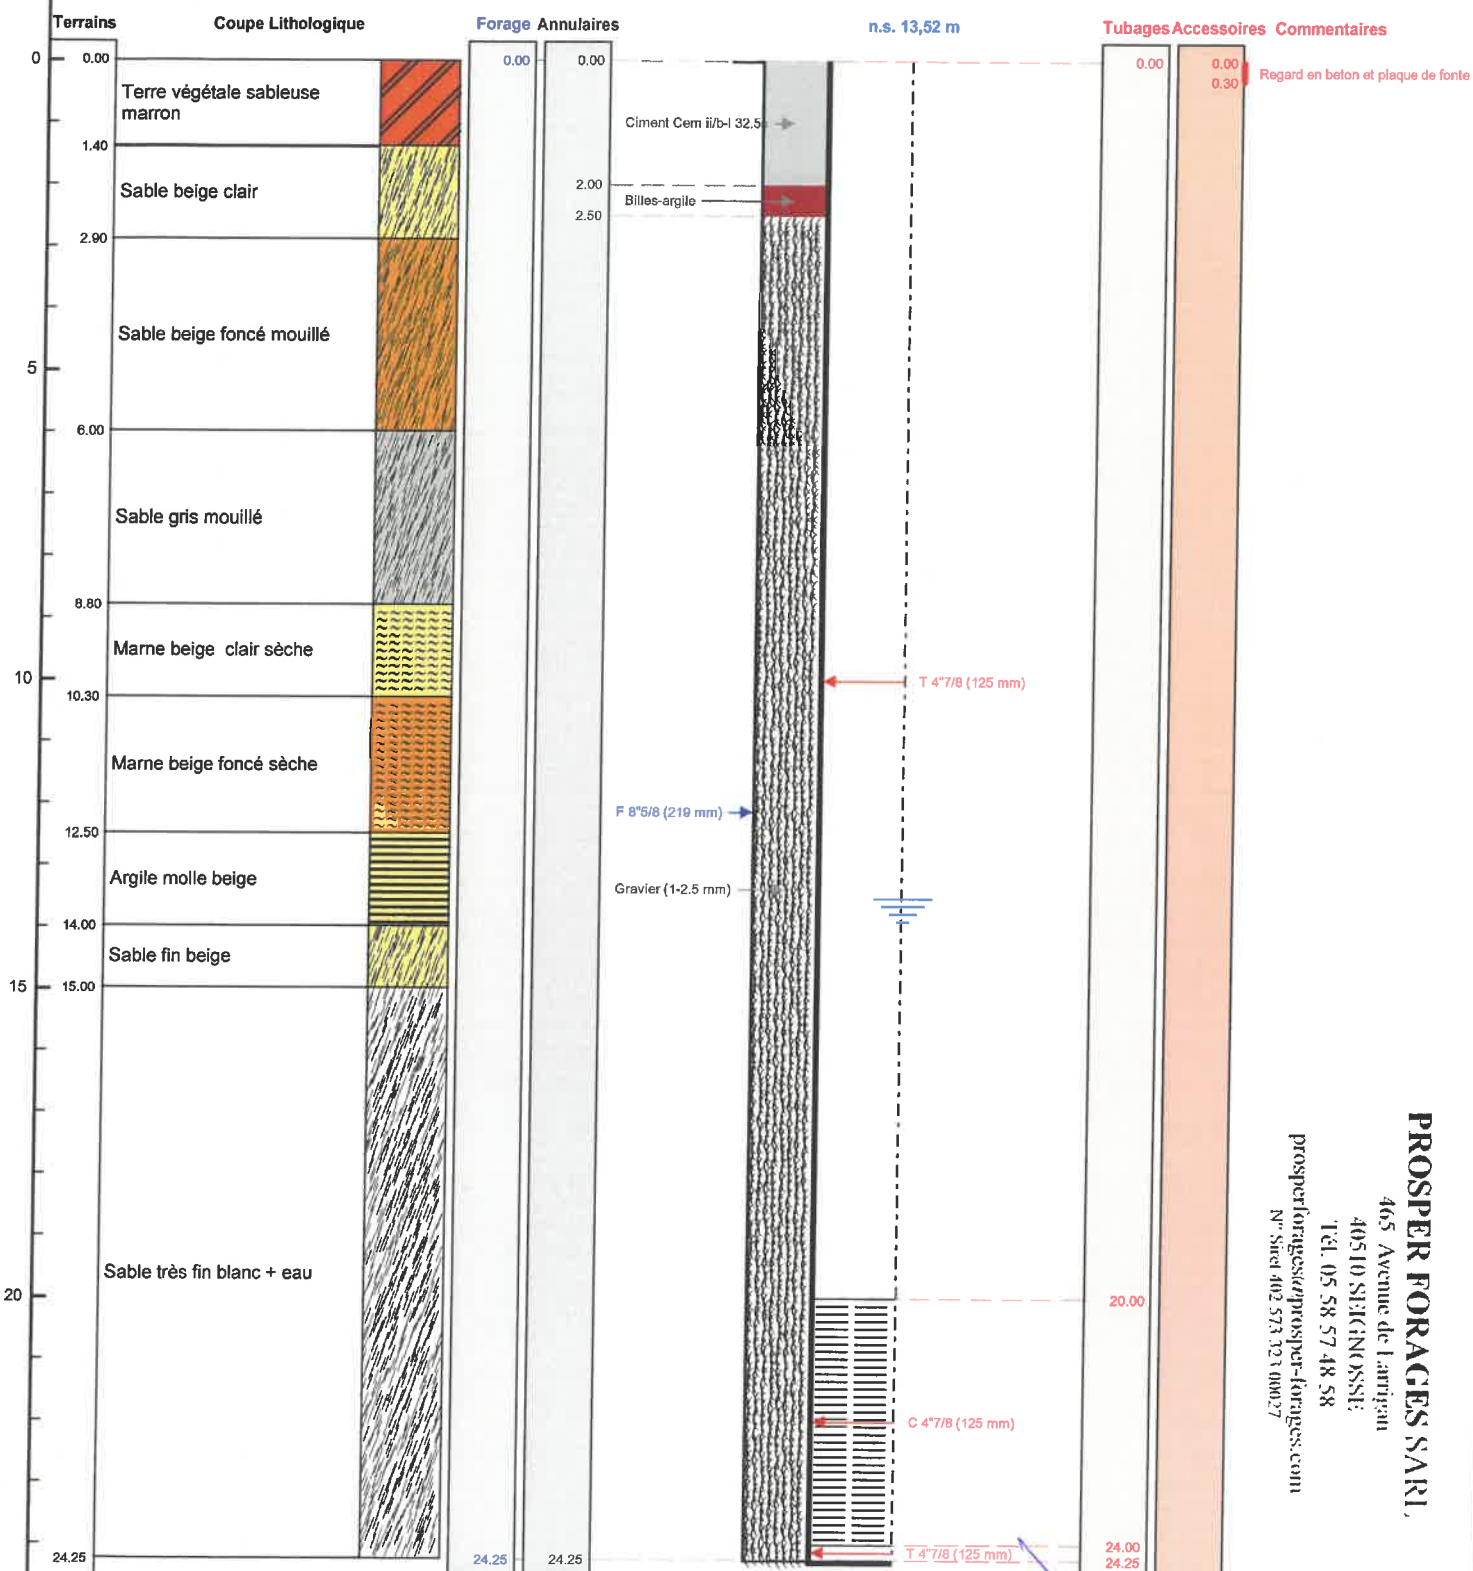 Terrains Coupe Lithologique Forage Annulaires n.s. 13,52 m Tubages Accessoires Commentaires
0 0.00 0.00 0.00 0.00 0.00
0.30 Regard en beton et plaque de fonte
Terre végétale sableuse
marron
Ciment Cem ii/b-l 32.5
1.40
Sable beige clair
2.00
Billes-argile
2.50
2.90
Sable beige foncé mouillé
5
6.00
Sable gris mouillé
8.80
Marne beige clair sèche
10
T 4"7/8 (125 mm)
10.30
Marne beige foncé sèche
F 8"5/8 (219 mm)
12.50
Argile molle beige
Gravier (1-2.5 mm)
14.00
Sable fin beige
15 15.00
Sable très fin blanc + eau
20
20.00
C 4"7/8 (125 mm)
T 4"7/8 (125 mm)
24.00
24.25 24.25 24.25 24.25
PROSPER FORAGES SARL
465 Avenue de Larrigan
40510 SEIGNOSSE
Tél. 05 58 57 48 58
prosperforages@prosper-forages.com
N° Siret 402 573 323 00027